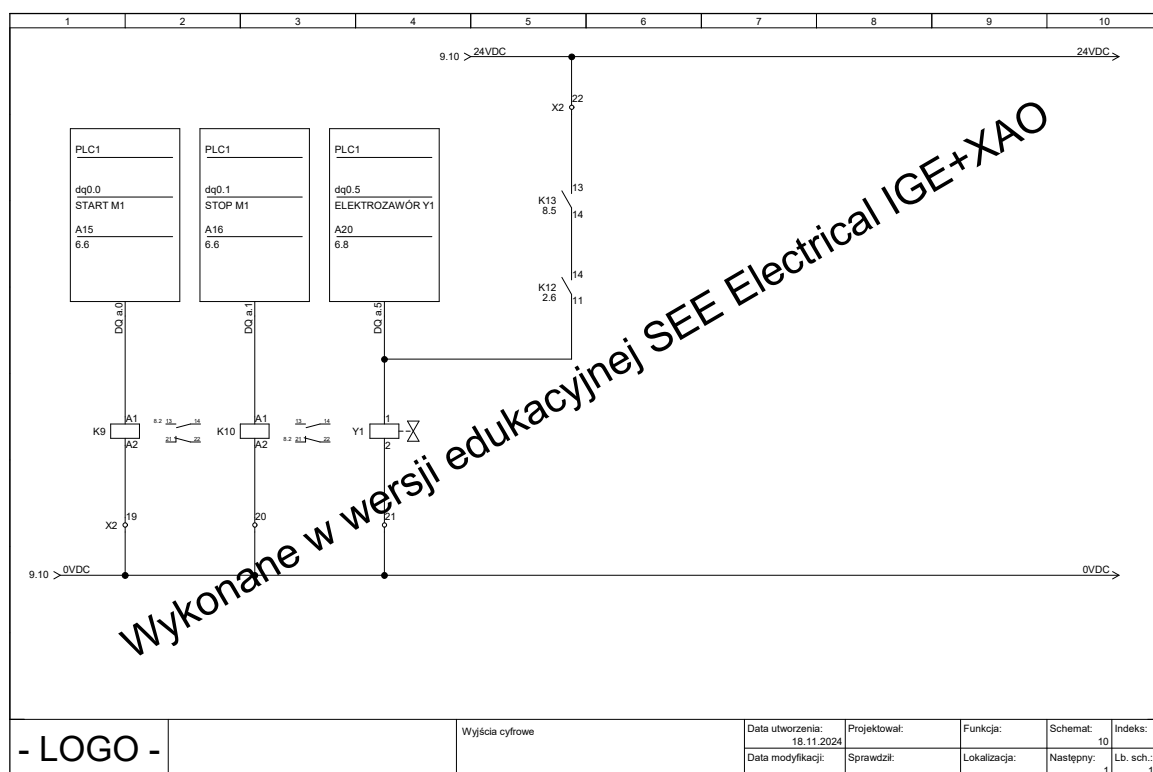 1 2 3 4 5 6 7 8 9 10
9.10 24VDC 24VDC
X2 22
PLC1 PLC1 PLC1
dq0.0 dq0.1 dq0.5
START M1 STOP M1 ELEKTROZAWÓR Y1
A15 A16 A20
6.6 6.6 6.8
K13 13
8.5 14
K12 14
2.6 11
DQ a.0 DQ a.1 DQ a.5
K9 A1 A2 8.2 13 14 21 22
K10 A1 A2 13 14 8.2 21 22
Y1 1 2
X2 19 20 21
9.10 0VDC 0VDC
Wykonane w wersji edukacyjnej SEE Electrical IGE+XAO
- LOGO -
Wyjścia cyfrowe
Data utworzenia: Projektował: Funkcja: Schemat: Indeks:
18.11.2024 10
Data modyfikacji: Sprawdził: Lokalizacja: Następny: Lb. sch.: